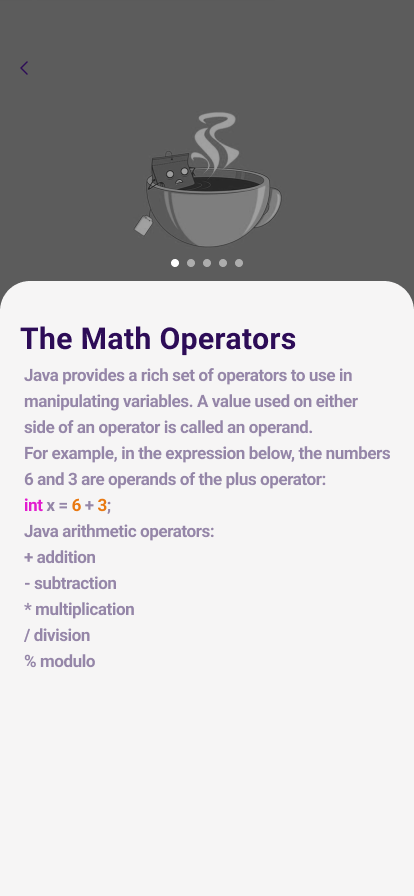 The Math Operators
Java provides a rich set of operators to use in
manipulating variables. A value used on either
side of an operator is called an operand.
For example, in the expression below, the numbers
6 and 3 are operands of the plus operator:
int x = 6 + 3;
Java arithmetic operators:
+ addition
- subtraction
* multiplication
/ division
% modulo